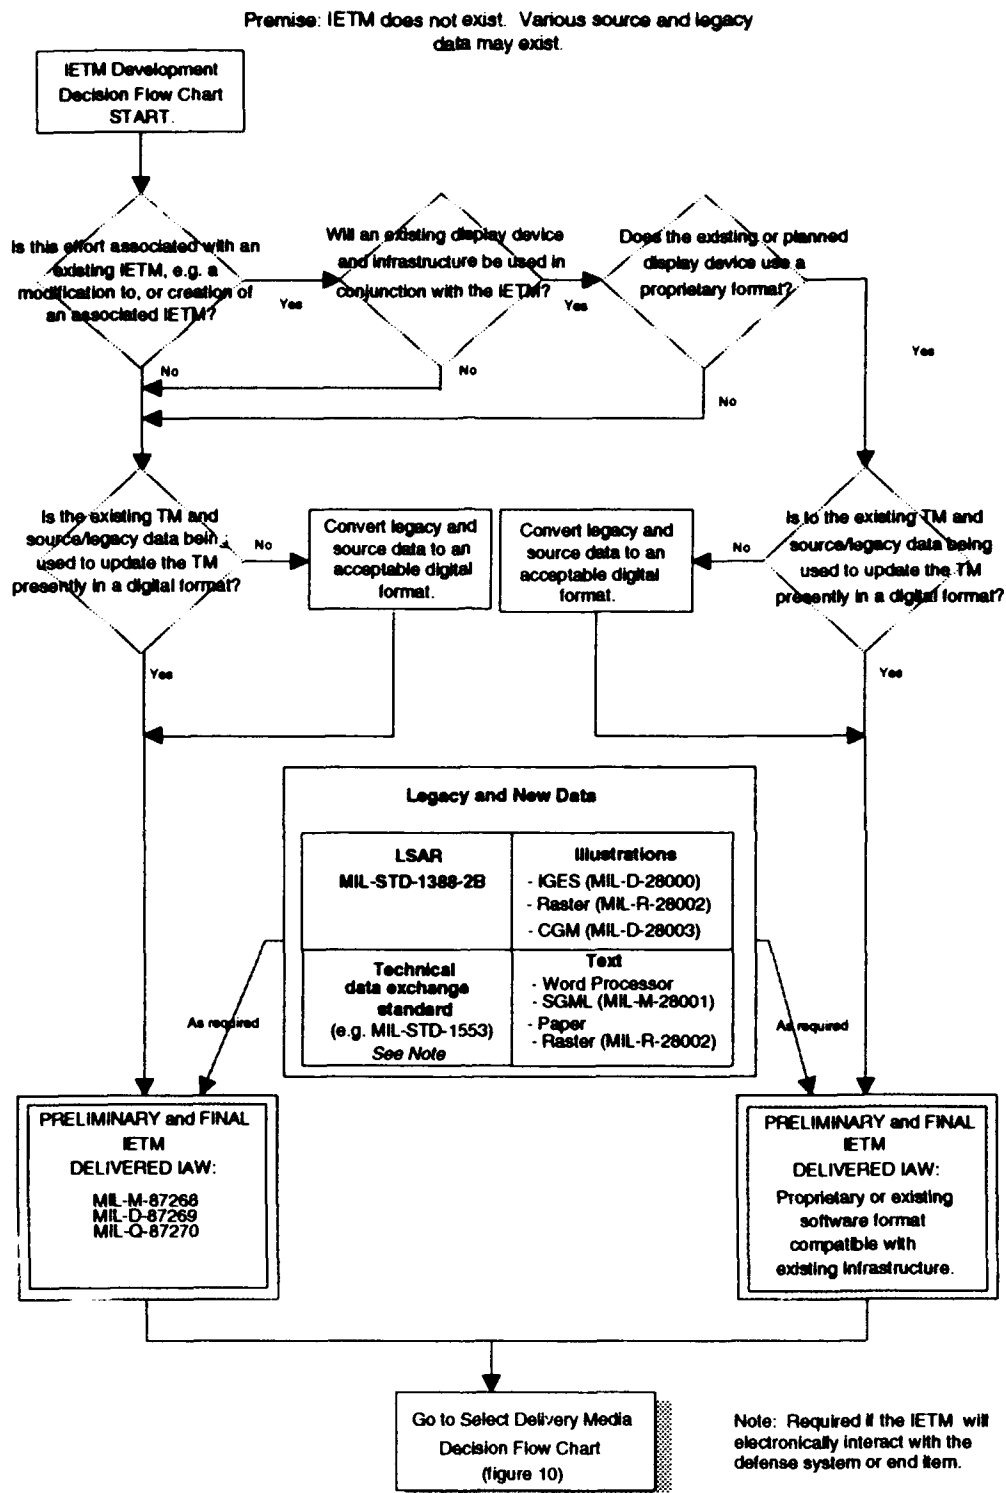 Premise: IETM does not exist. Various source and legacy
data may exist.
IETM Development
Decision Flow Chart
START.
Is this effort associated with an
existing IETM, e.g. a
modification to, or creation of
an associated IETM?
Yes
No
Will an existing display device
and infrastructure be used in
conjunction with the IETM?
Yes
No
Does the existing or planned
display device use a
proprietary format?
Yes
No
Is the existing TM and
source/legacy data being
used to update the TM
presently in a digital format?
No
Yes
Convert legacy and
source data to an
acceptable digital
format.
Convert legacy and
source data to an
acceptable digital
format.
Is to the existing TM and
source/legacy data being
used to update the TM
presently in a digital format?
No
Yes
Legacy and New Data
LSAR
MIL-STD-1388-2B
Illustrations
- IGES (MIL-D-28000)
- Raster (MIL-R-28002)
- CGM (MIL-D-28003)
Technical
data exchange
standard
(e.g. MIL-STD-1553)
See Note
Text
- Word Processor
- SGML (MIL-M-28001)
- Paper
- Raster (MIL-R-28002)
As required
As required
PRELIMINARY and FINAL
IETM
DELIVERED IAW:
MIL-M-87268
MIL-D-87269
MIL-Q-87270
PRELIMINARY and FINAL
IETM
DELIVERED IAW:
Proprietary or existing
software format
compatible with
existing infrastructure.
Go to Select Delivery Media
Decision Flow Chart
(figure 10)
Note: Required if the IETM will
electronically interact with the
defense system or end item.